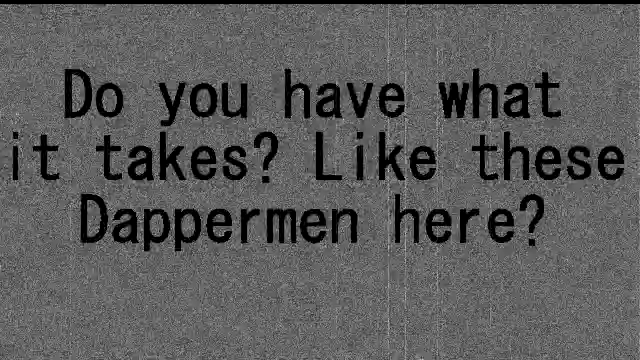 Do you have what
it takes? Like these
Dappermen here?